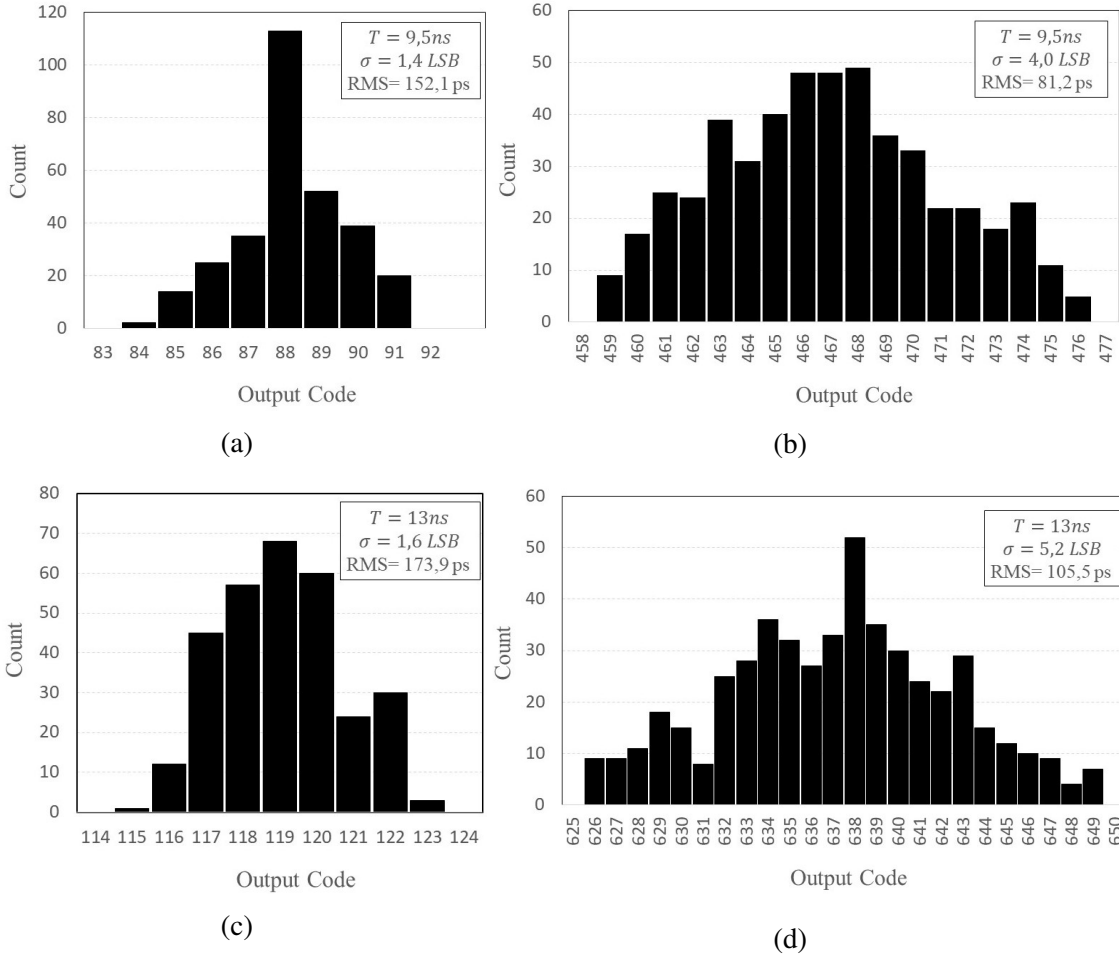 120
100
80
60
40
20
0
Count
T = 9,5ns
σ = 1,4 LSB
RMS= 152,1 ps
83 84 85 86 87 88 89 90 91 92
Output Code
(a)
60
50
40
30
20
10
0
Count
T = 9,5ns
σ = 4,0 LSB
RMS= 81,2 ps
458 459 460 461 462 463 464 465 466 467 468 469 470 471 472 473 474 475 476 477
Output Code
(b)
80
70
60
50
40
30
20
10
0
Count
T = 13ns
σ = 1,6 LSB
RMS= 173,9 ps
114 115 116 117 118 119 120 121 122 123 124
Output Code
(c)
60
50
40
30
20
10
0
Count
T = 13ns
σ = 5,2 LSB
RMS= 105,5 ps
625 626 627 628 629 630 631 632 633 634 635 636 637 638 639 640 641 642 643 644 645 646 647 648 649 650
Output Code
(d)